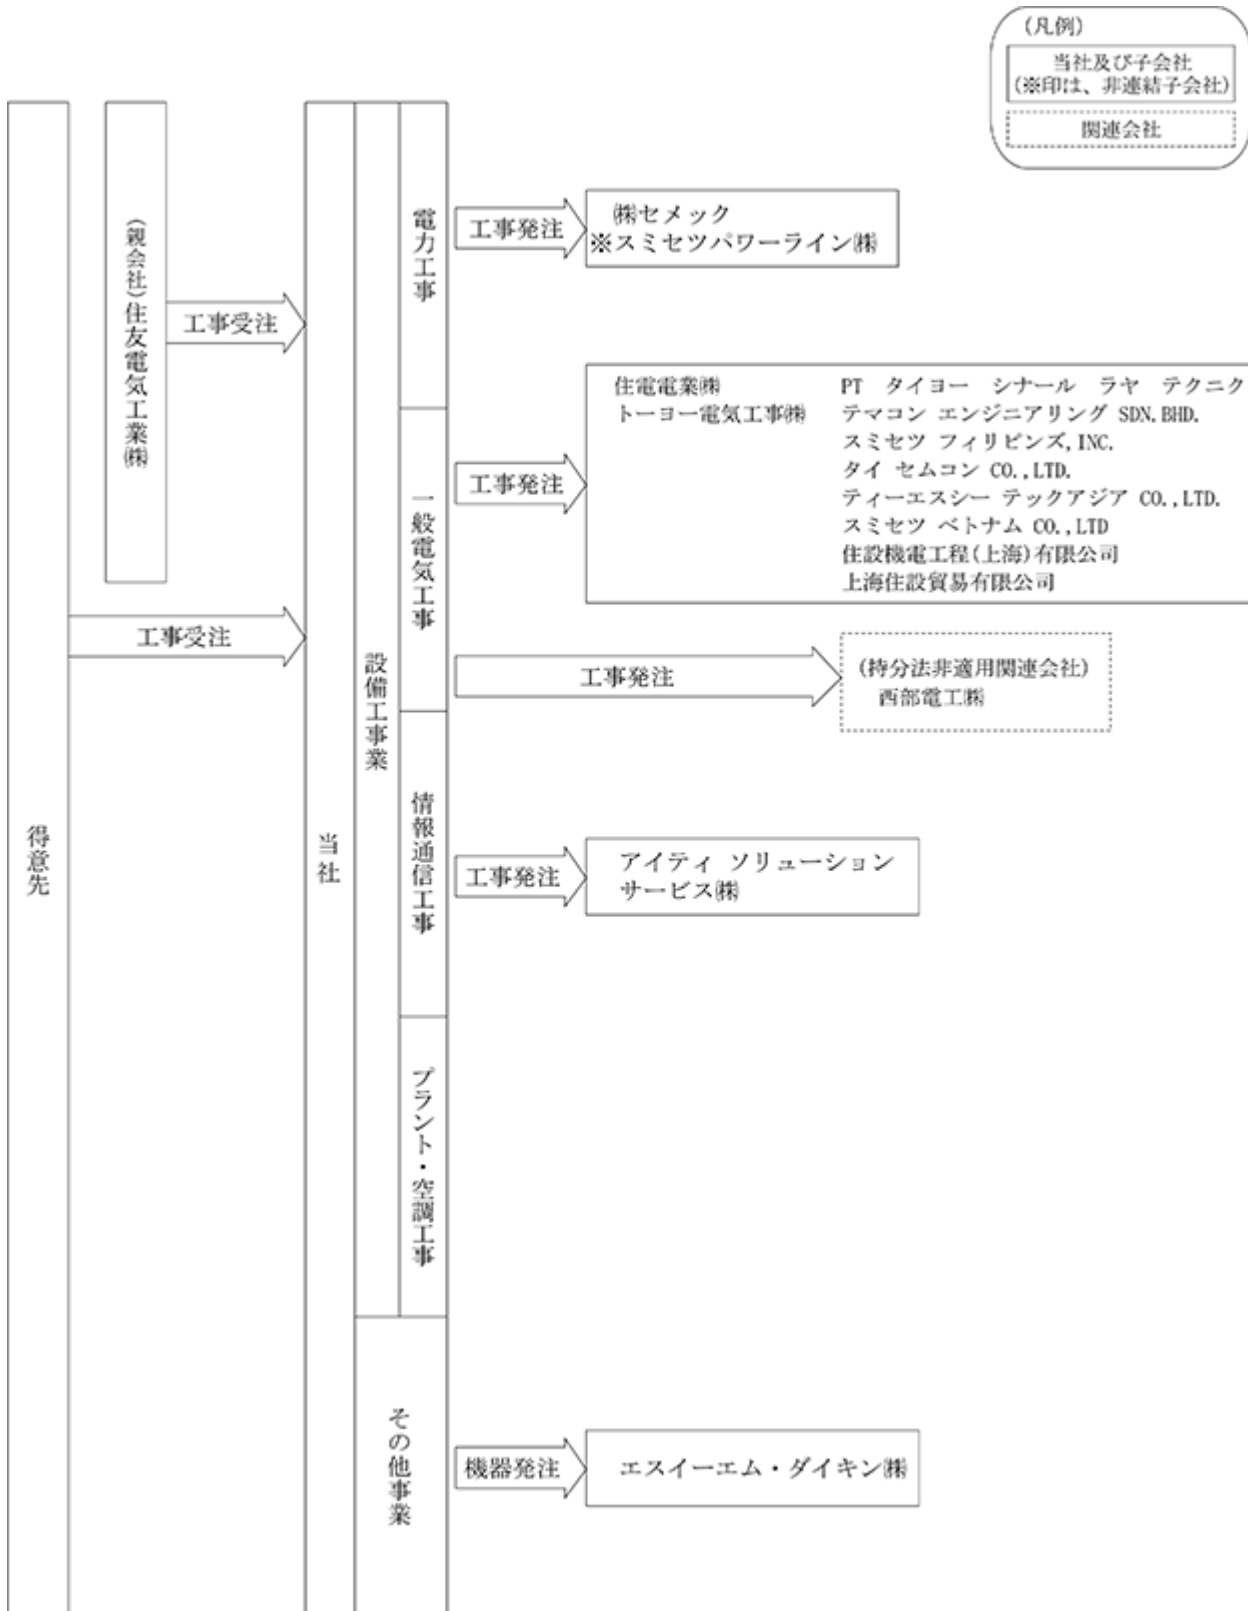 (凡例)
当社及び子会社
(※印は、非連結子会社)
関連会社
得意先
(親会社)住友電気工業㈱
工事受注
工事受注
当社
設備工事業
電力工事
工事発注
㈱セメック
※スミセツパワーライン㈱
一般電気工事
工事発注
住電電業㈱
トーヨー電気工事㈱
PT タイヨー シナール ラヤ テクニク
テマコン エンジニアリング SDN.BHD.
スミセツ フィリピンズ,INC.
タイ セムコン CO.,LTD.
ティーエスシー テックアジア CO.,LTD.
スミセツ ベトナム CO.,LTD
住設機電工程(上海)有限公司
上海住設貿易有限公司
工事発注
(持分法非適用関連会社)
西部電工㈱
情報通信工事
工事発注
アイティ ソリューション
サービス㈱
プラント・空調工事
その他事業
機器発注
エスイーエム・ダイキン㈱